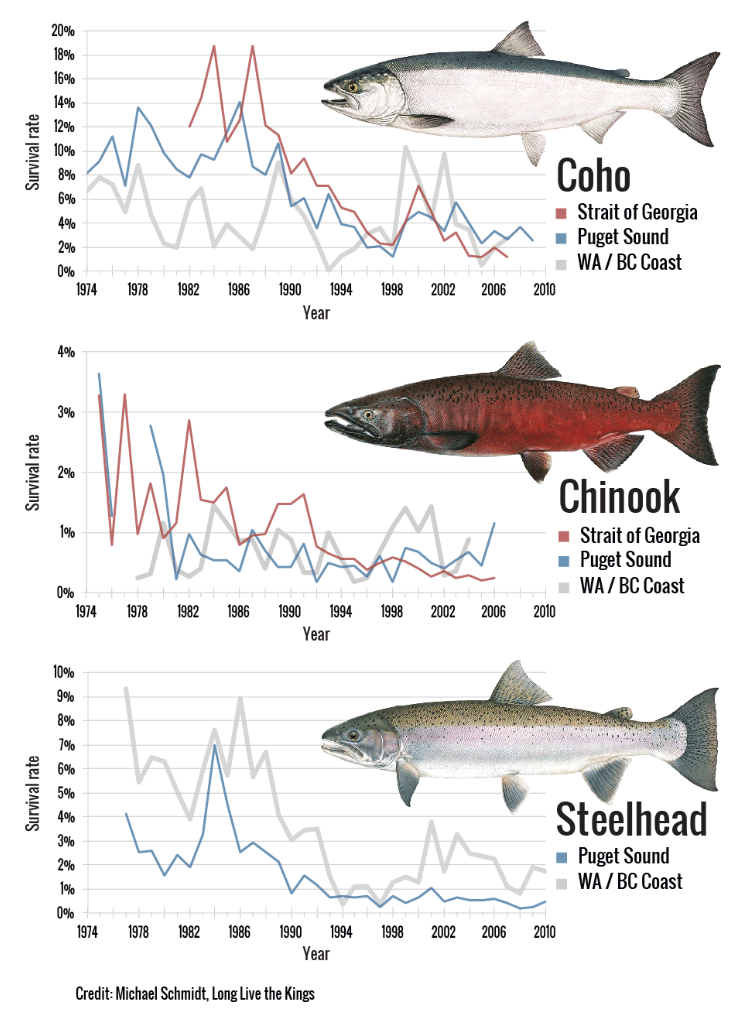 20%
18%
16%
14%
12%
10%
8%
6%
4%
2%
0%
Survival rate
1974 1978 1982 1986 1990 1994 1998 2002 2006 2010
Year
Coho
Strait of Georgia
Puget Sound
WA / BC Coast
4%
3%
2%
1%
0%
Survival rate
1974 1978 1982 1986 1990 1994 1998 2002 2006 2010
Year
Chinook
Strait of Georgia
Puget Sound
WA / BC Coast
10%
9%
8%
7%
6%
5%
4%
3%
2%
1%
0%
Survival rate
1974 1978 1982 1986 1990 1994 1998 2002 2006 2010
Year
Steelhead
Puget Sound
WA / BC Coast
Credit: Michael Schmidt, Long Live the Kings